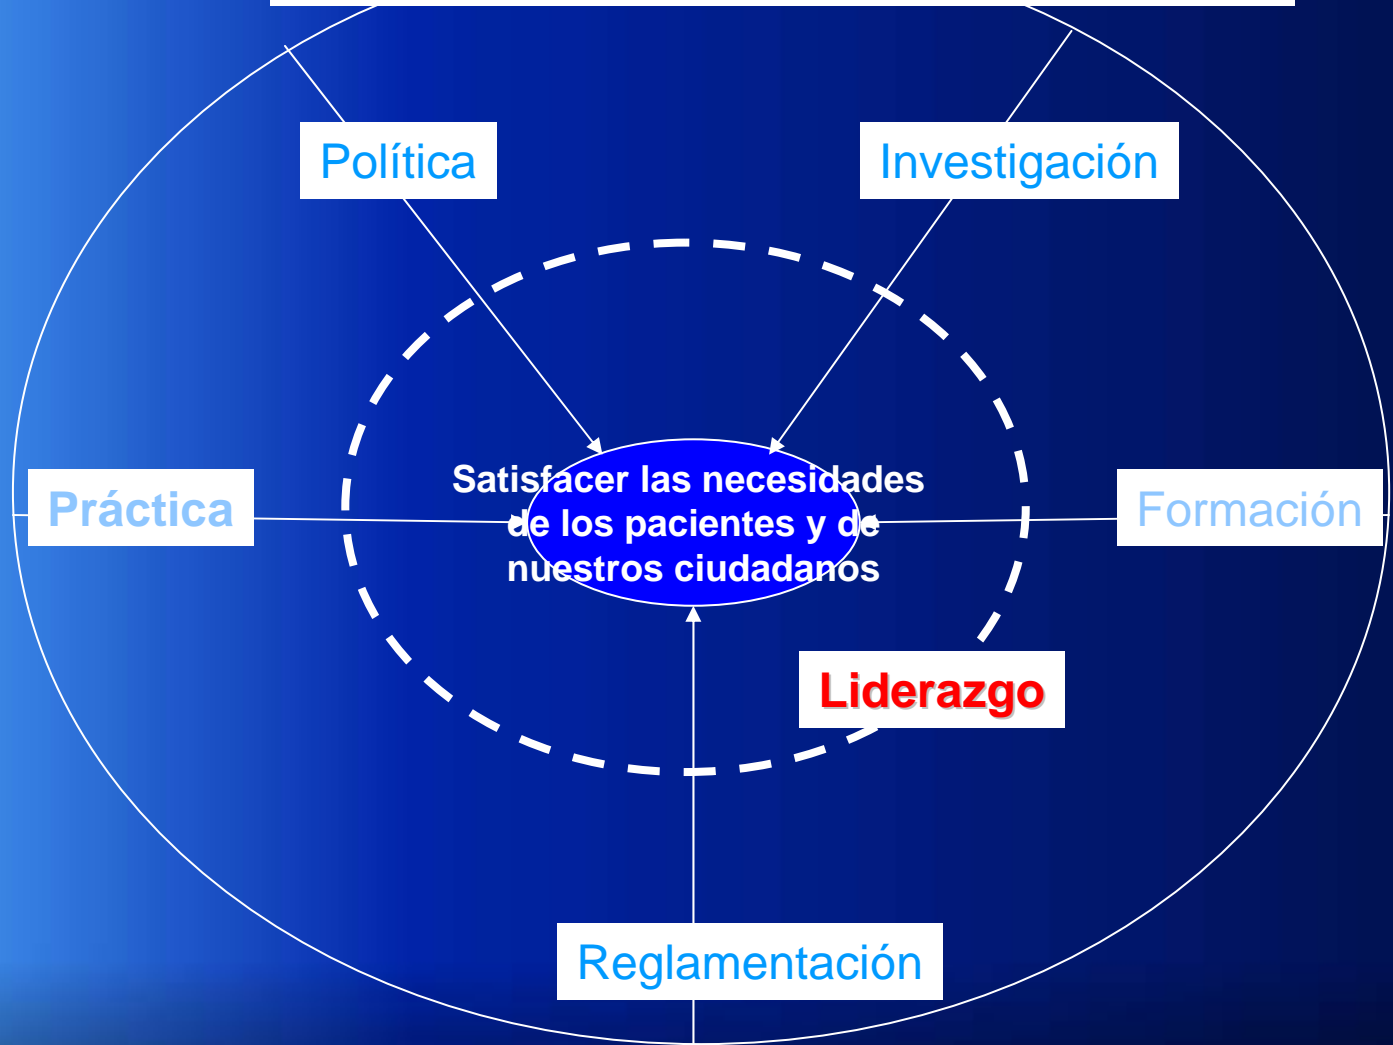 Política
Investigación
Satisfacer las necesidades
de los pacientes y de
nuestros ciudadanos
Práctica
Formación
Liderazgo
Reglamentación